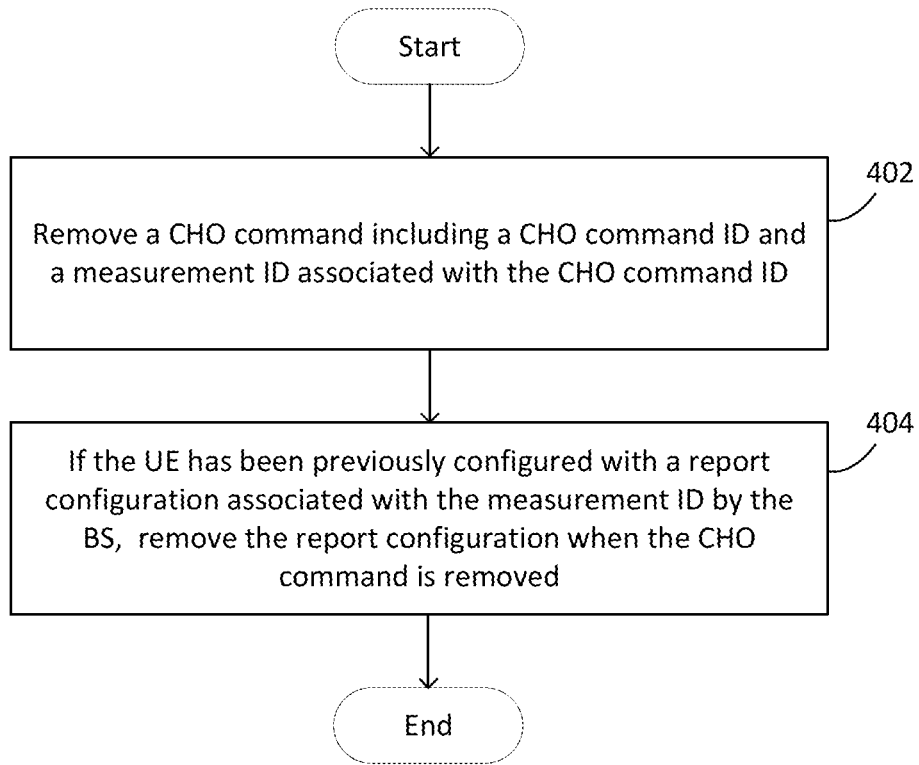 Start
402
Remove a CHO command including a CHO command ID and
a measurement ID associated with the CHO command ID
404
If the UE has been previously configured with a report
configuration associated with the measurement ID by the
BS, remove the report configuration when the CHO
command is removed
End